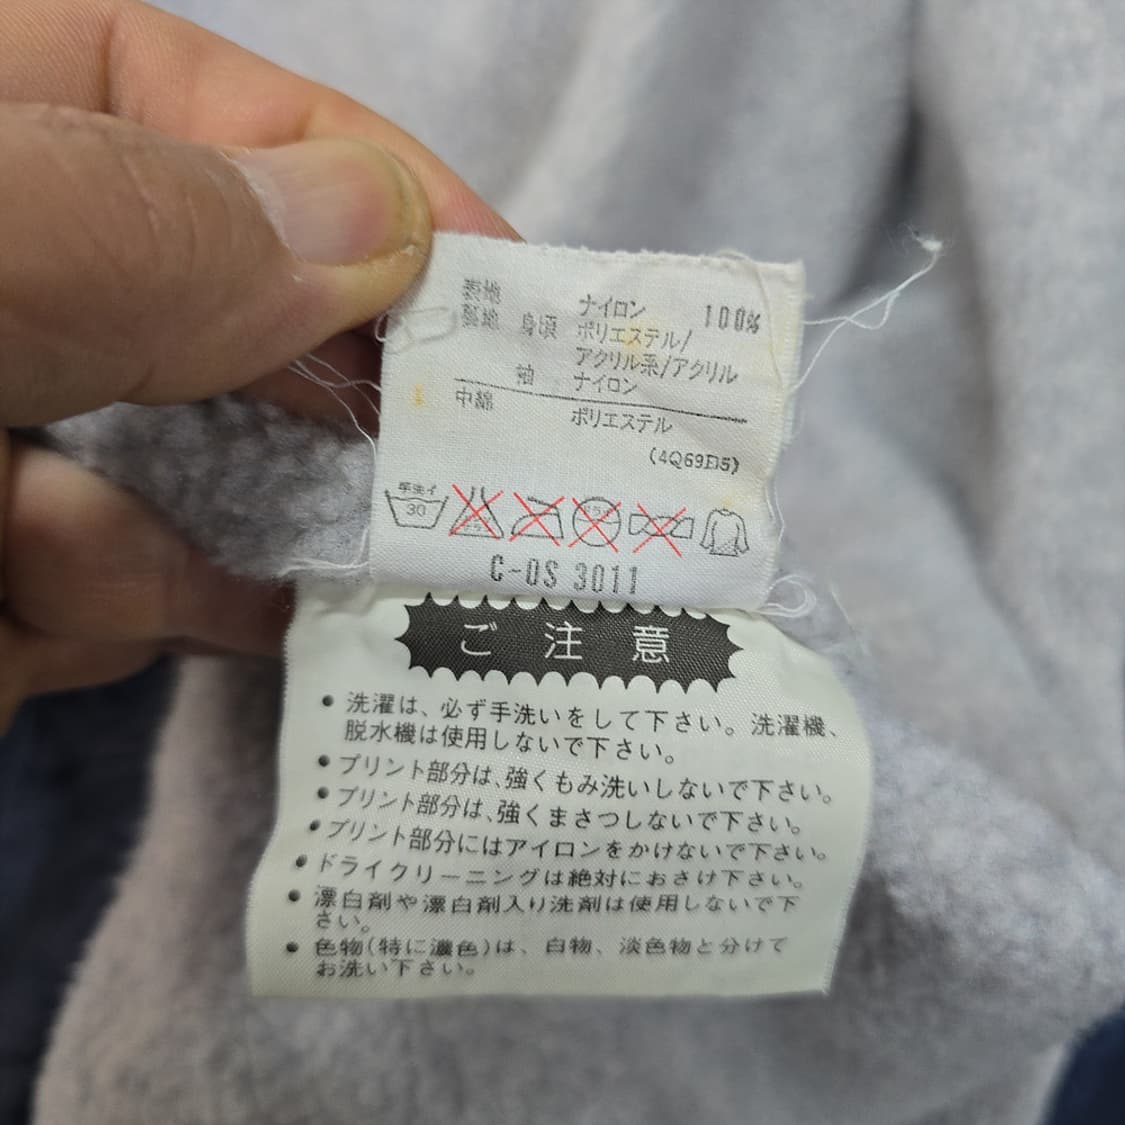 表地 ナイロン 100%
裏地 身頃 ポリエステル/
アクリル系/アクリル
袖 ナイロン
中綿 ポリエステル
(4Q69E5)
手洗イ
30
C-OS 3011
ご注意
• 洗濯は、必ず手洗いをして下さい。洗濯機、
脱水機は使用しないで下さい。
• プリント部分は、強くもみ洗いしないで下さい。
• プリント部分は、強くまさつしないで下さい。
• プリント部分にはアイロンをかけないで下さい。
• ドライクリーニングは絶対におさけ下さい。
• 漂白剤や漂白剤入り洗剤は使用しないで下
さい。
• 色物(特に濃色)は、白物、淡色物と分けて
お洗い下さい。